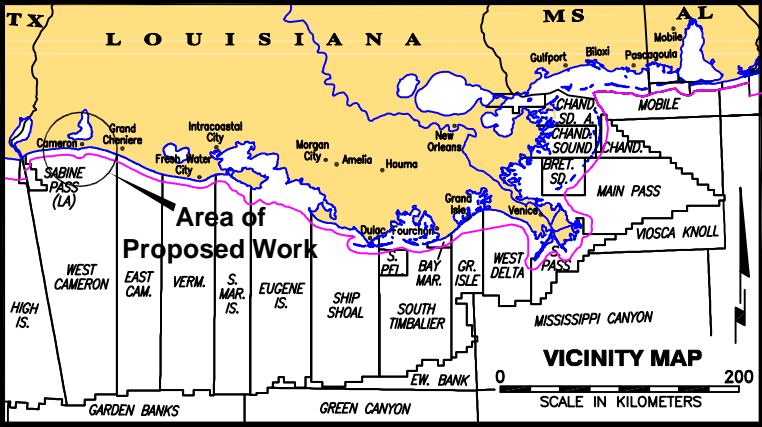 TX
LOUISIANA
MS
AL
Mobile
Gulfport
Biloxi
Pascagoula
CHAND.
SD. A.
MOBILE
CHAND.
SOUND
CHAND.
BRET.
SD.
MAIN PASS
VIOSCA KNOLL
New
Orleans
Intracoastal
City
Grand
Cheniere
Cameron
Morgan
City
Amelia
Houma
Fresh Water
City
SABINE
PASS
(LA)
Area of
Proposed Work
Grand
Isle
Venice
Dulac
Fourchon
S.
PEL.
BAY
MAR.
GR.
ISLE
WEST
DELTA
S.
PASS
WEST
CAMERON
EAST
CAM.
VERM.
S.
MAR.
IS.
EUGENE
IS.
SHIP
SHOAL
SOUTH
TIMBALIER
HIGH
IS.
MISSISSIPPI CANYON
EW. BANK
GARDEN BANKS
GREEN CANYON
VICINITY MAP
0 200
SCALE IN KILOMETERS